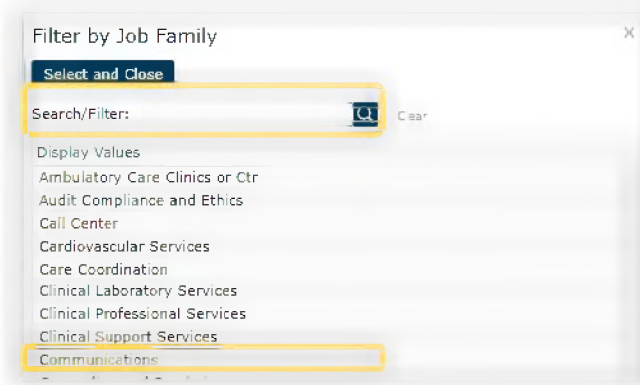 Filter by Job Family
X
Select and Close
Search/Filter:
Clear
Display Values
Ambulatory Care Clinics or Ctr
Audit Compliance and Ethics
Call Center
Cardiovascular Services
Care Coordination
Clinical Laboratory Services
Clinical Professional Services
Clinical Support Services
Communications